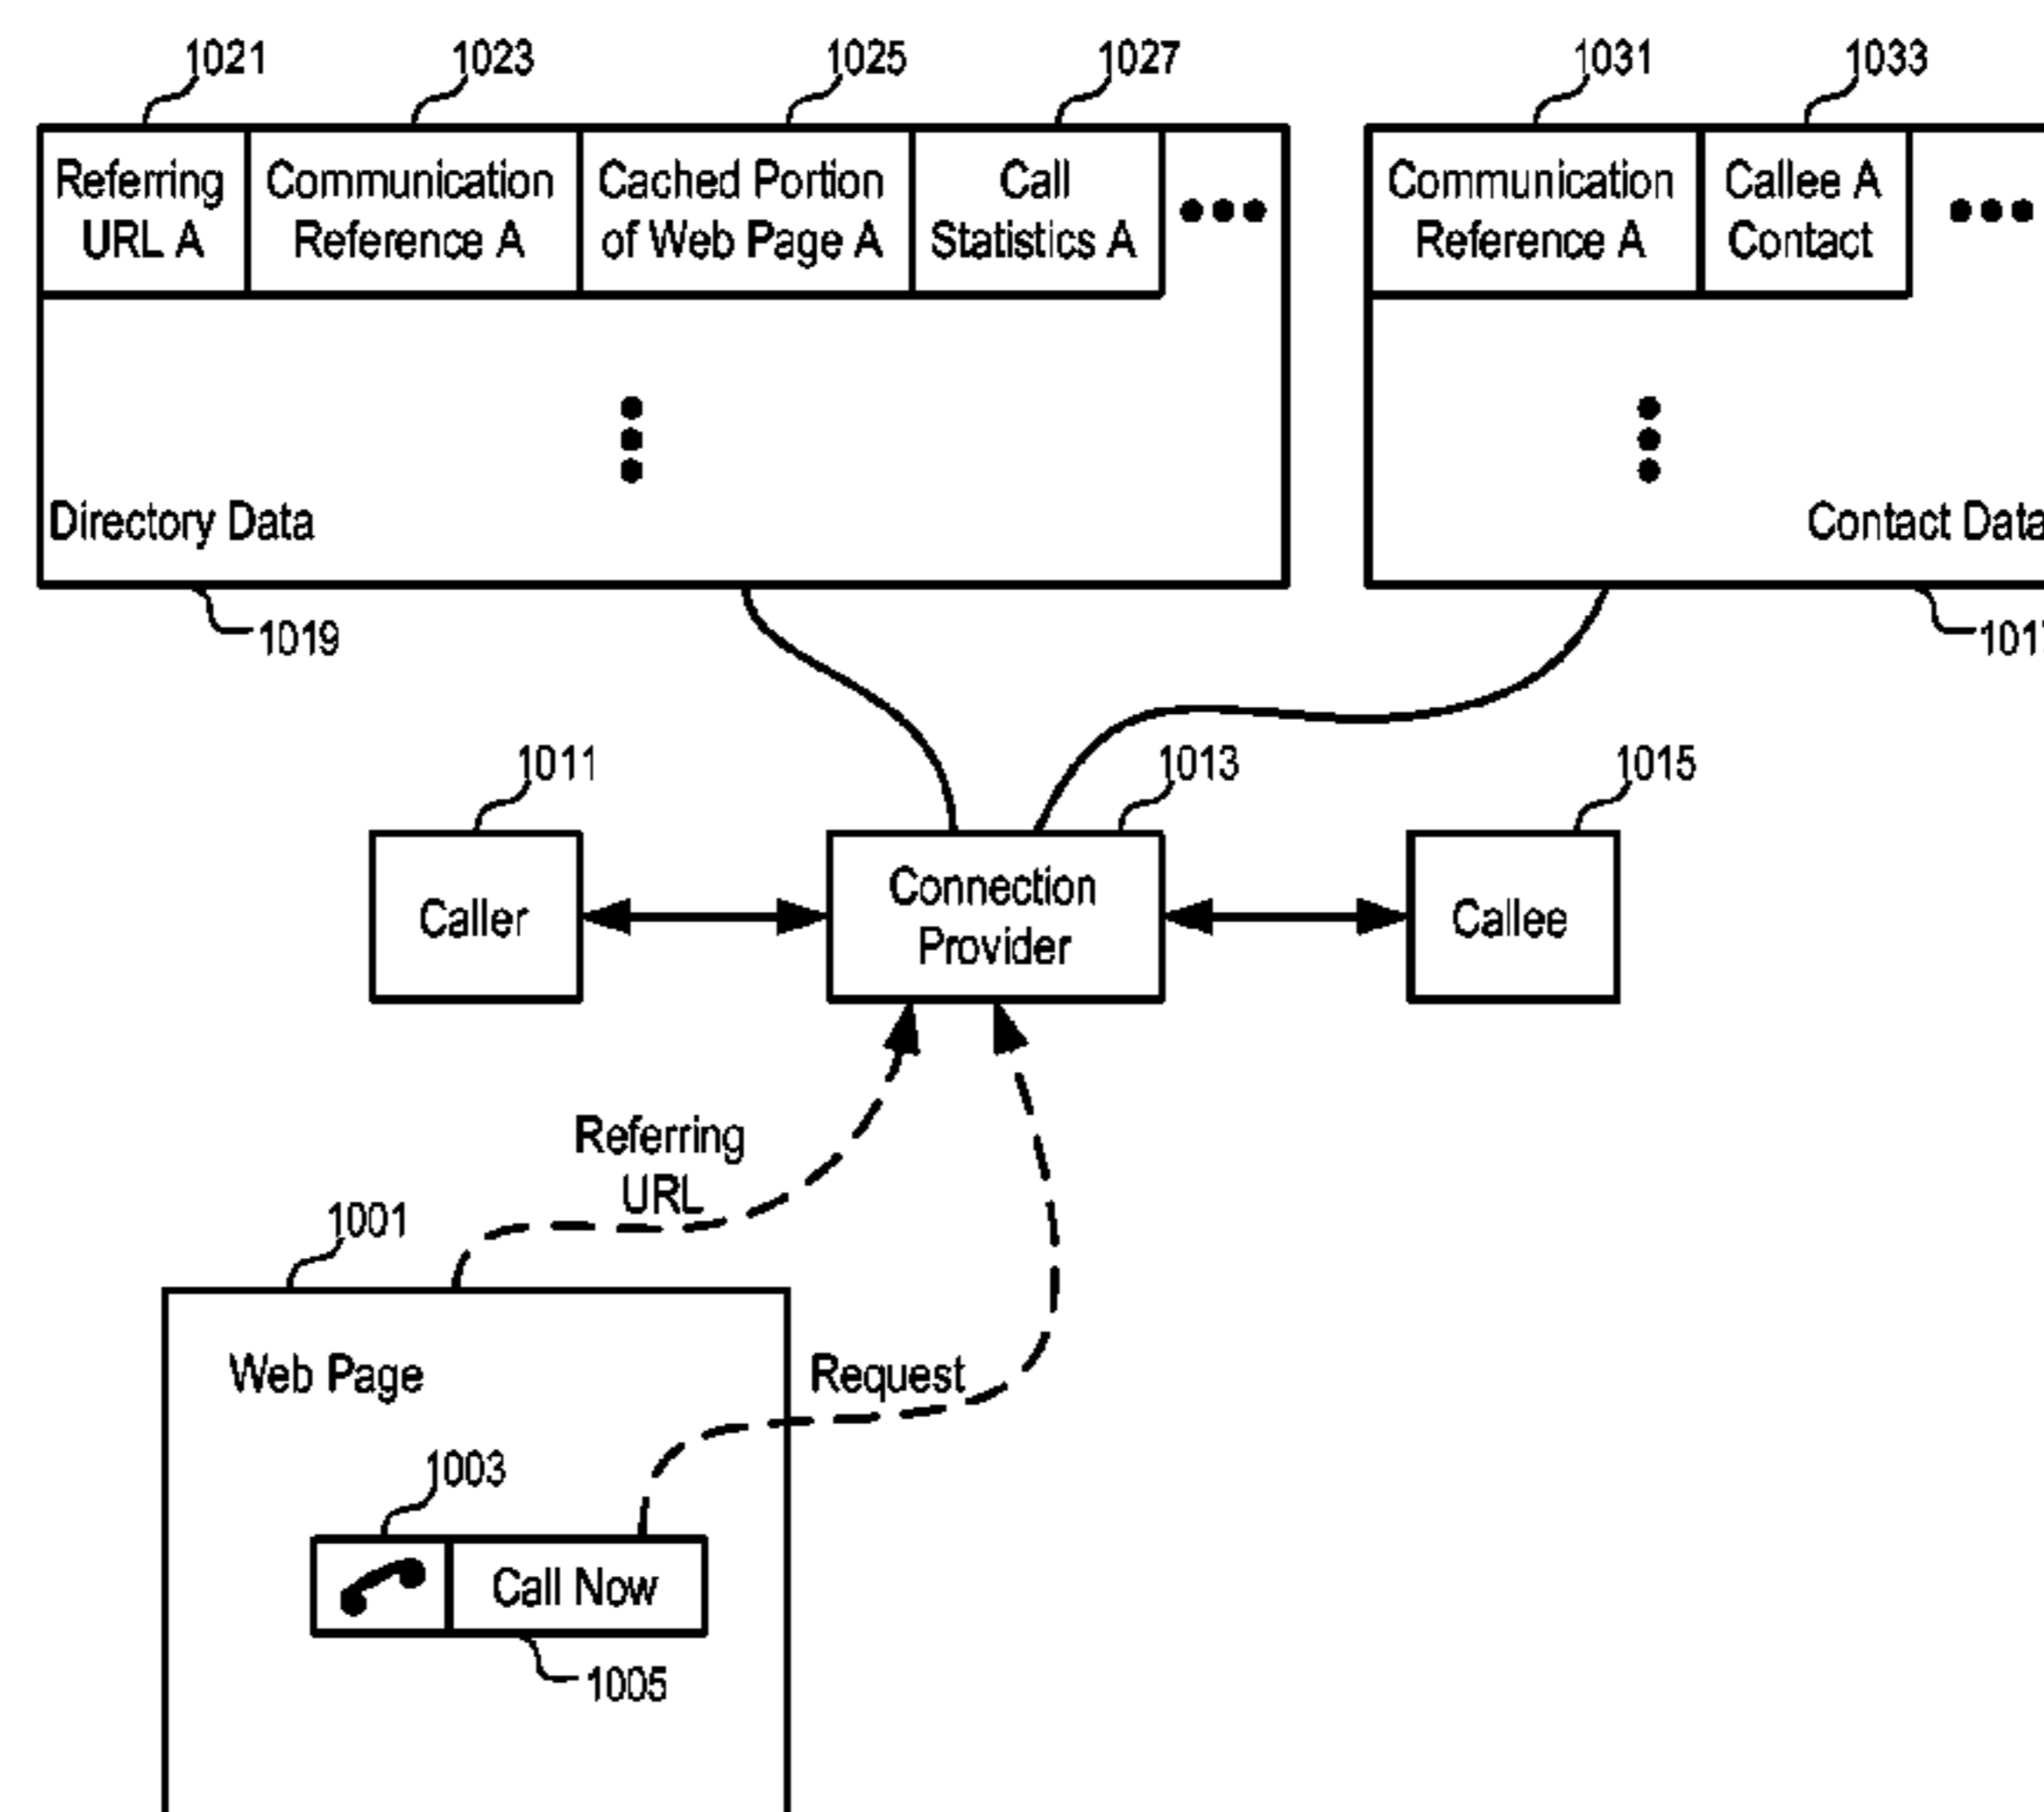 1021
1023
1025
1027
1031
1033
Referring
URL A
Communication
Reference A
Cached Portion
of Web Page A
Call
Statistics A
Communication
Reference A
Callee A
Contact
Directory Data
Contact Data
1019
1011
1013
1015
Caller
Connection
Provider
Callee
Referring
URL
1001
Web Page
Request
1003
Call Now
1005